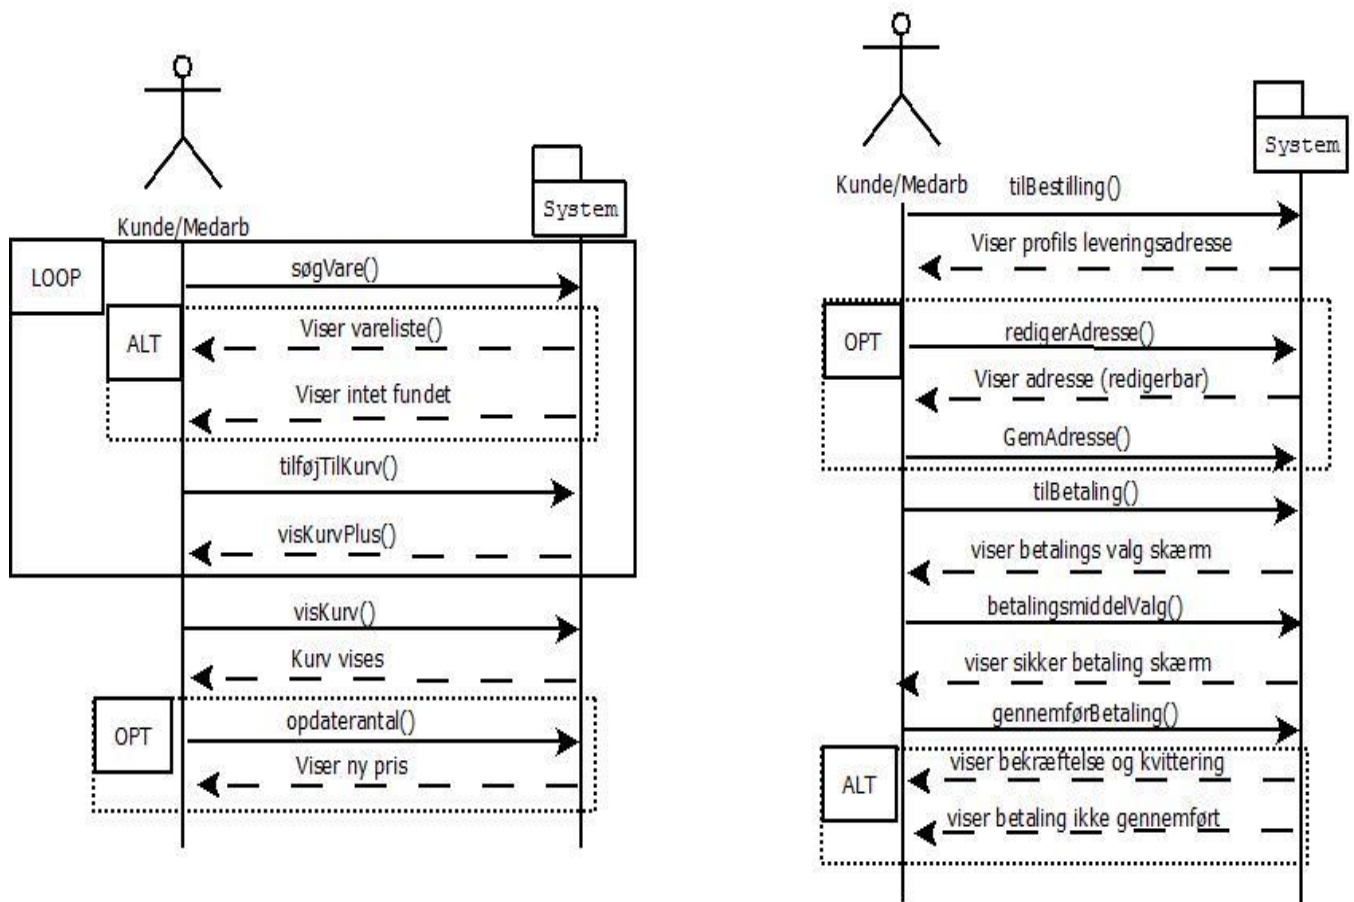 Kunde/Medarb
System
LOOP
søgVare()
ALT
Viser vareliste()
Viser intet fundet
tilføjTilKurv()
visKurvPlus()
visKurv()
Kurv vises
OPT
opdaterantal()
Viser ny pris
Kunde/Medarb
System
tilBestilling()
Viser profils leveringsadresse
OPT
redigerAdresse()
Viser adresse (redigerbar)
GemAdresse()
tilBetaling()
viser betalings valg skærm
betalingsmiddelValg()
viser sikker betaling skærm
gennemførBetaling()
ALT
viser bekræftelse og kvittering
viser betaling ikke gennemført